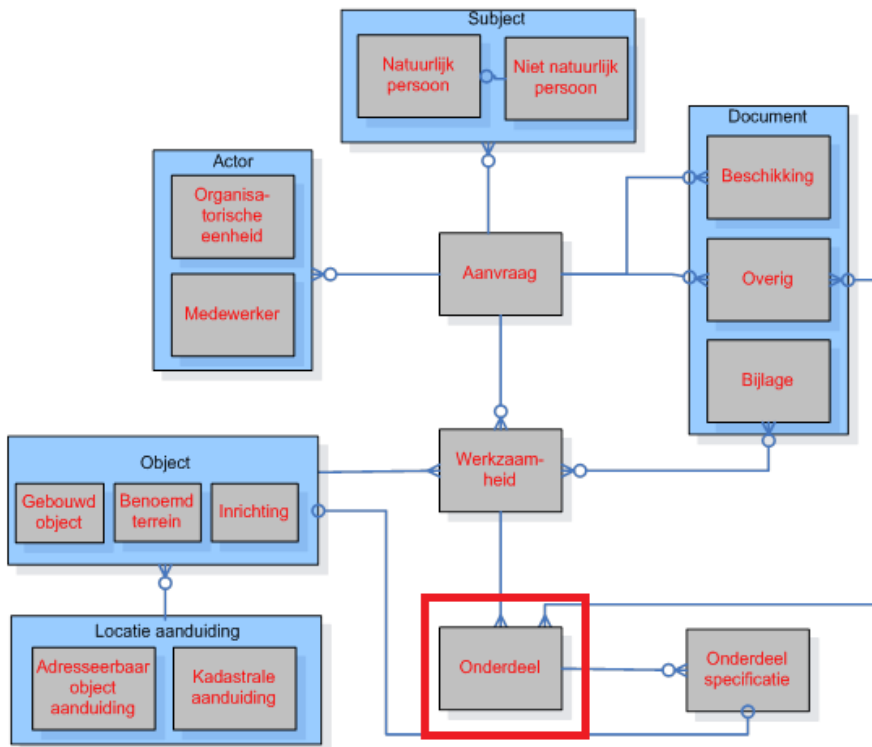 Subject
Natuurlijk
persoon
Niet natuurlijk
persoon
Document
Beschikking
Overig
Bijlage
Actor
Organisa-
torische
eenheid
Medewerker
Aanvraag
Werkzaam-
heid
Object
Gebouwd
object
Benoemd
terrein
Inrichting
Locatie aanduiding
Adresseerbaar
object
aanduiding
Kadastrale
aanduiding
Onderdeel
Onderdeel
specificatie